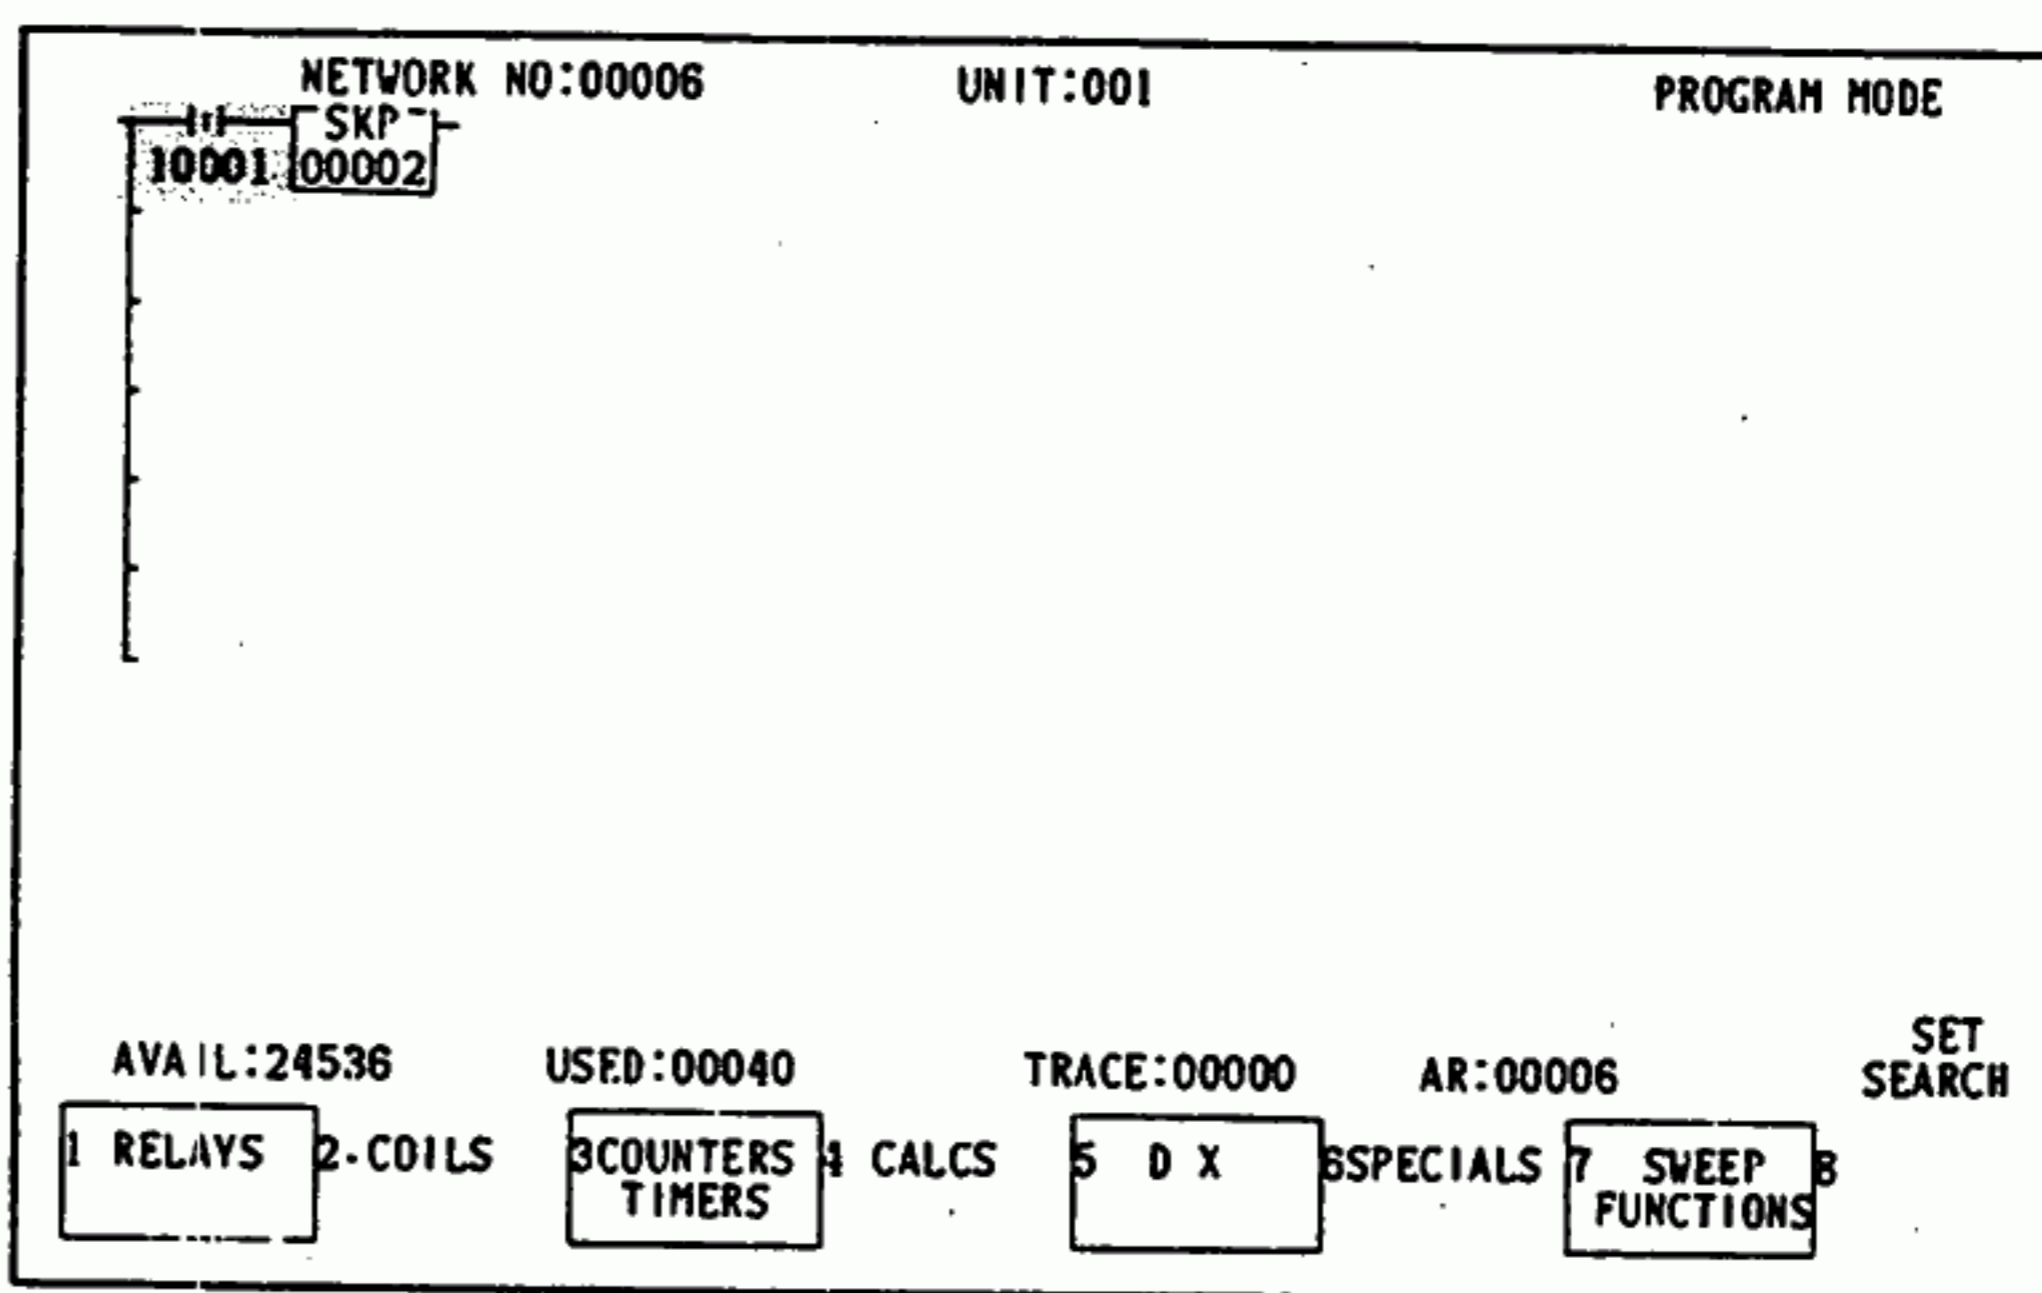 NETWORK NO:00006 UNIT:001 PROGRAM MODE
SKP
10001 00002
SET
AVAIL:24536 USED:00040 TRACE:00000 AR:00006 SEARCH
1 RELAYS 2 COILS 3COUNTERS 4 CALCS 5 D X 6SPECIALS 7 SWEEP 8
TIMERS FUNCTIONS